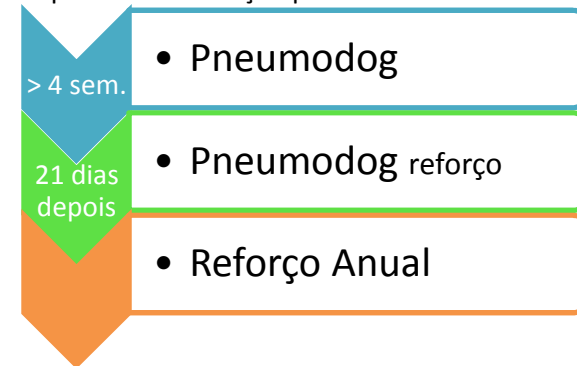 > 4 sem.
• Pneumodog
21 dias
depois
• Pneumodog reforço
• Reforço Anual